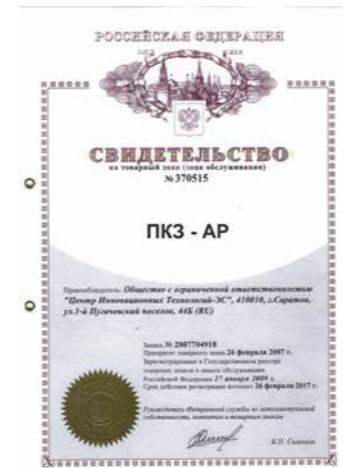 РОССИЙСКАЯ ФЕДЕРАЦИЯ
СВИДЕТЕЛЬСТВО
на товарный знак (знак обслуживания)
№ 370515
ПКЗ - АР
Правообладатель: Общество с ограниченной ответственностью
"Центр Инновационных Технологий-ЭС", 410010, г.Саратов,
ул.1-й Пугачевский поселок, 44Б (RU)
Заявка № 2007704918
Приоритет товарного знака 26 февраля 2007 г.
Зарегистрировано в Государственном реестре
товарных знаков и знаков обслуживания
Российской Федерации 27 января 2009 г.
Срок действия регистрации истекает 26 февраля 2017 г.
Руководитель Федеральной службы по интеллектуальной
собственности, патентам и товарным знакам
Б.П. Симонов